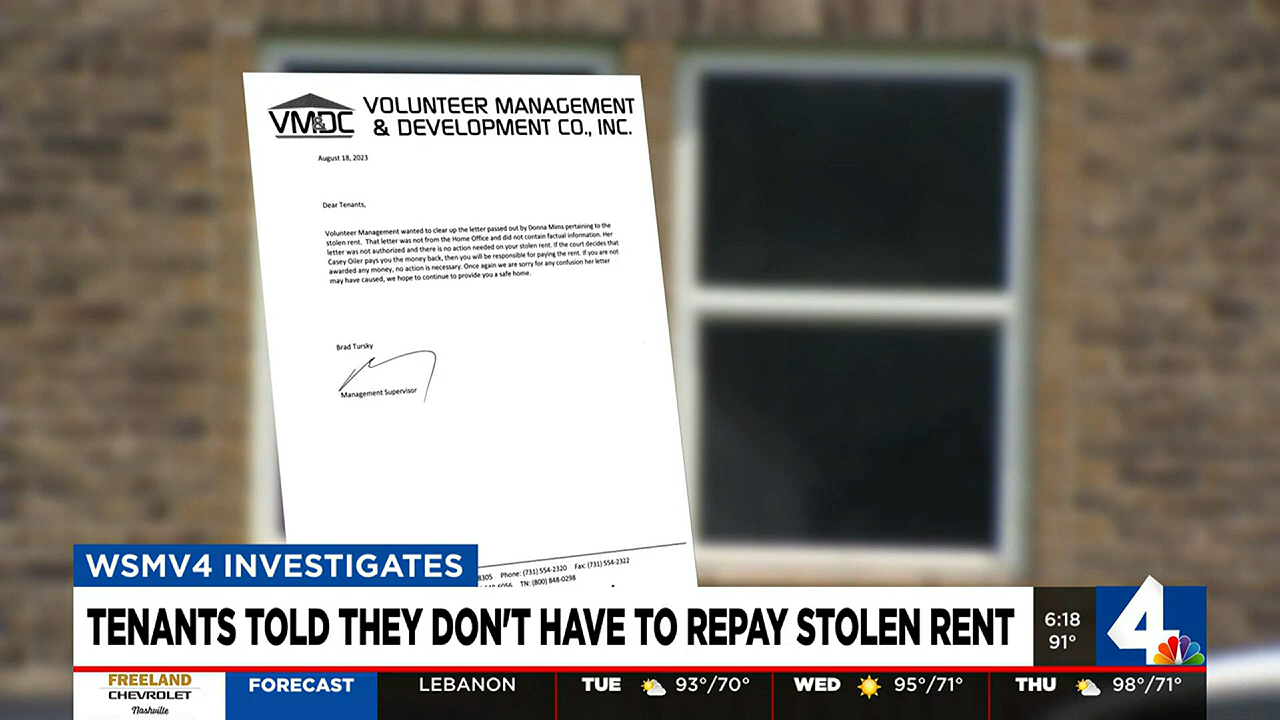 VM&DC
VOLUNTEER MANAGEMENT
& DEVELOPMENT CO., INC.
August 18, 2023
Dear Tenants,
Volunteer Management wanted to clear up the letter passed out by Donna Mims pertaining to the
stolen rent. That letter was not from the Home Office and did not contain factual information. Her
letter was not authorized and there is no action needed on your stolen rent. If the court decides that
Casey Oiler pays you the money back, then you will be responsible for paying the rent. If you are not
awarded any money, no action is necessary. Once again we are sorry for any confusion her letter
may have caused, we hope to continue to provide you a safe home.
Brad Tursky
Management Supervisor
8305 Phone: (731) 554-2320 Fax: (731) 554-2322
TN: (800) 848-0298
WSMV4 INVESTIGATES
TENANTS TOLD THEY DON'T HAVE TO REPAY STOLEN RENT
6:18
91°
4
FREELAND
CHEVROLET
Nashville
FORECAST
LEBANON
TUE 93°/70°
WED 95°/71°
THU 98°/71°